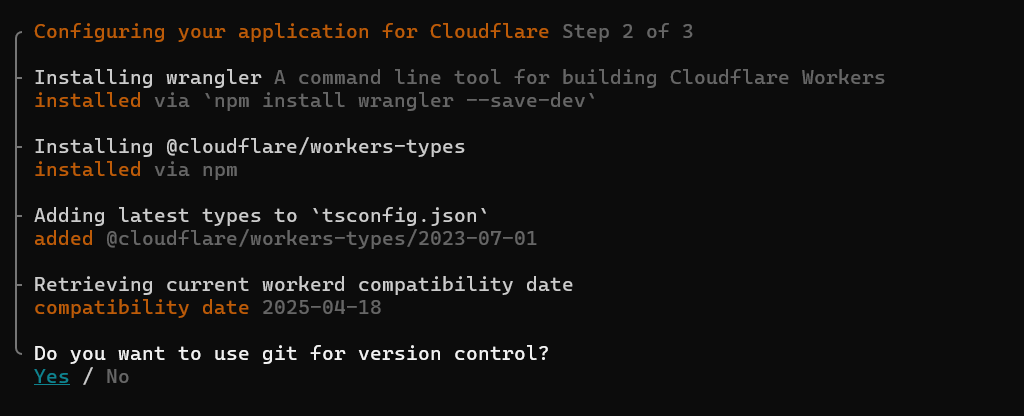 Configuring your application for Cloudflare Step 2 of 3
Installing wrangler A command line tool for building Cloudflare Workers
installed via `npm install wrangler --save-dev`
Installing @cloudflare/workers-types
installed via npm
Adding latest types to `tsconfig.json`
added @cloudflare/workers-types/2023-07-01
Retrieving current workerd compatibility date
compatibility date 2025-04-18
Do you want to use git for version control?
Yes / No